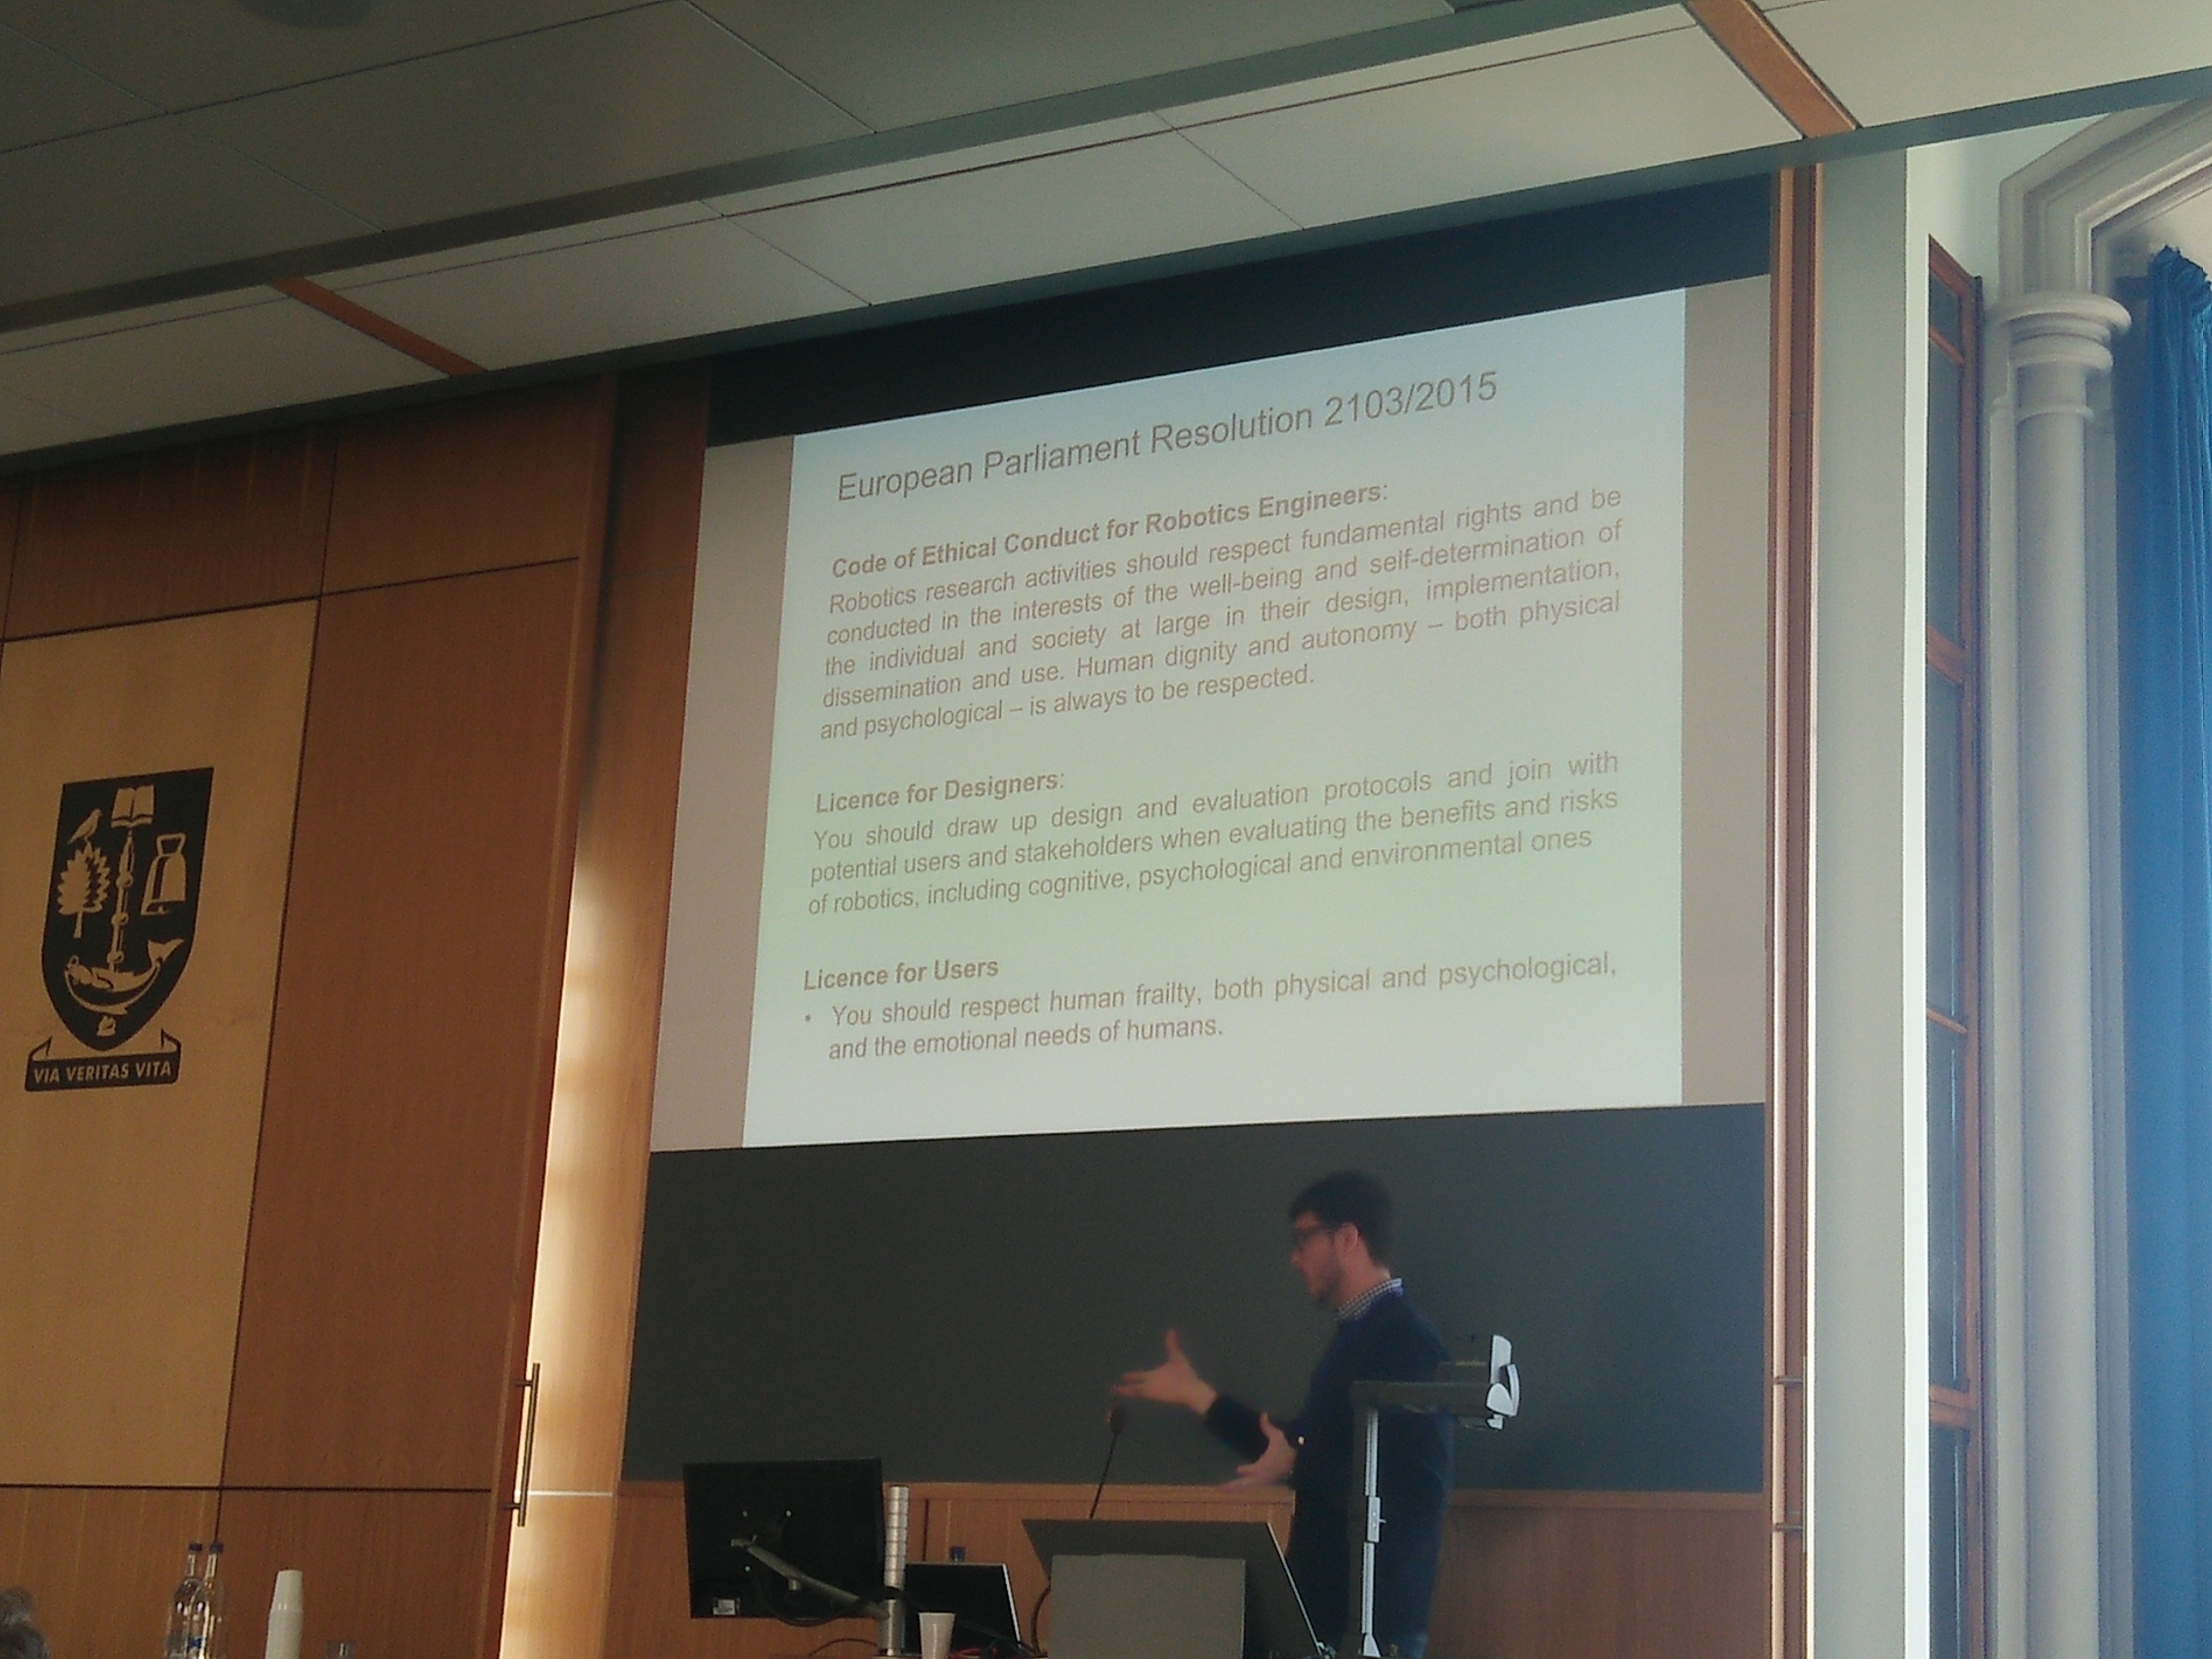 European Parliament Resolution 2103/2015
Code of Ethical Conduct for Robotics Engineers:
Robotics research activities should respect fundamental rights and be
conducted in the interests of the well-being and self-determination of
the individual and society at large in their design, implementation,
dissemination and use. Human dignity and autonomy – both physical
and psychological – is always to be respected.
Licence for Designers:
You should draw up design and evaluation protocols and join with
potential users and stakeholders when evaluating the benefits and risks
of robotics, including cognitive, psychological and environmental ones
Licence for Users
• You should respect human frailty, both physical and psychological,
and the emotional needs of humans.
VIA VERITAS VITA